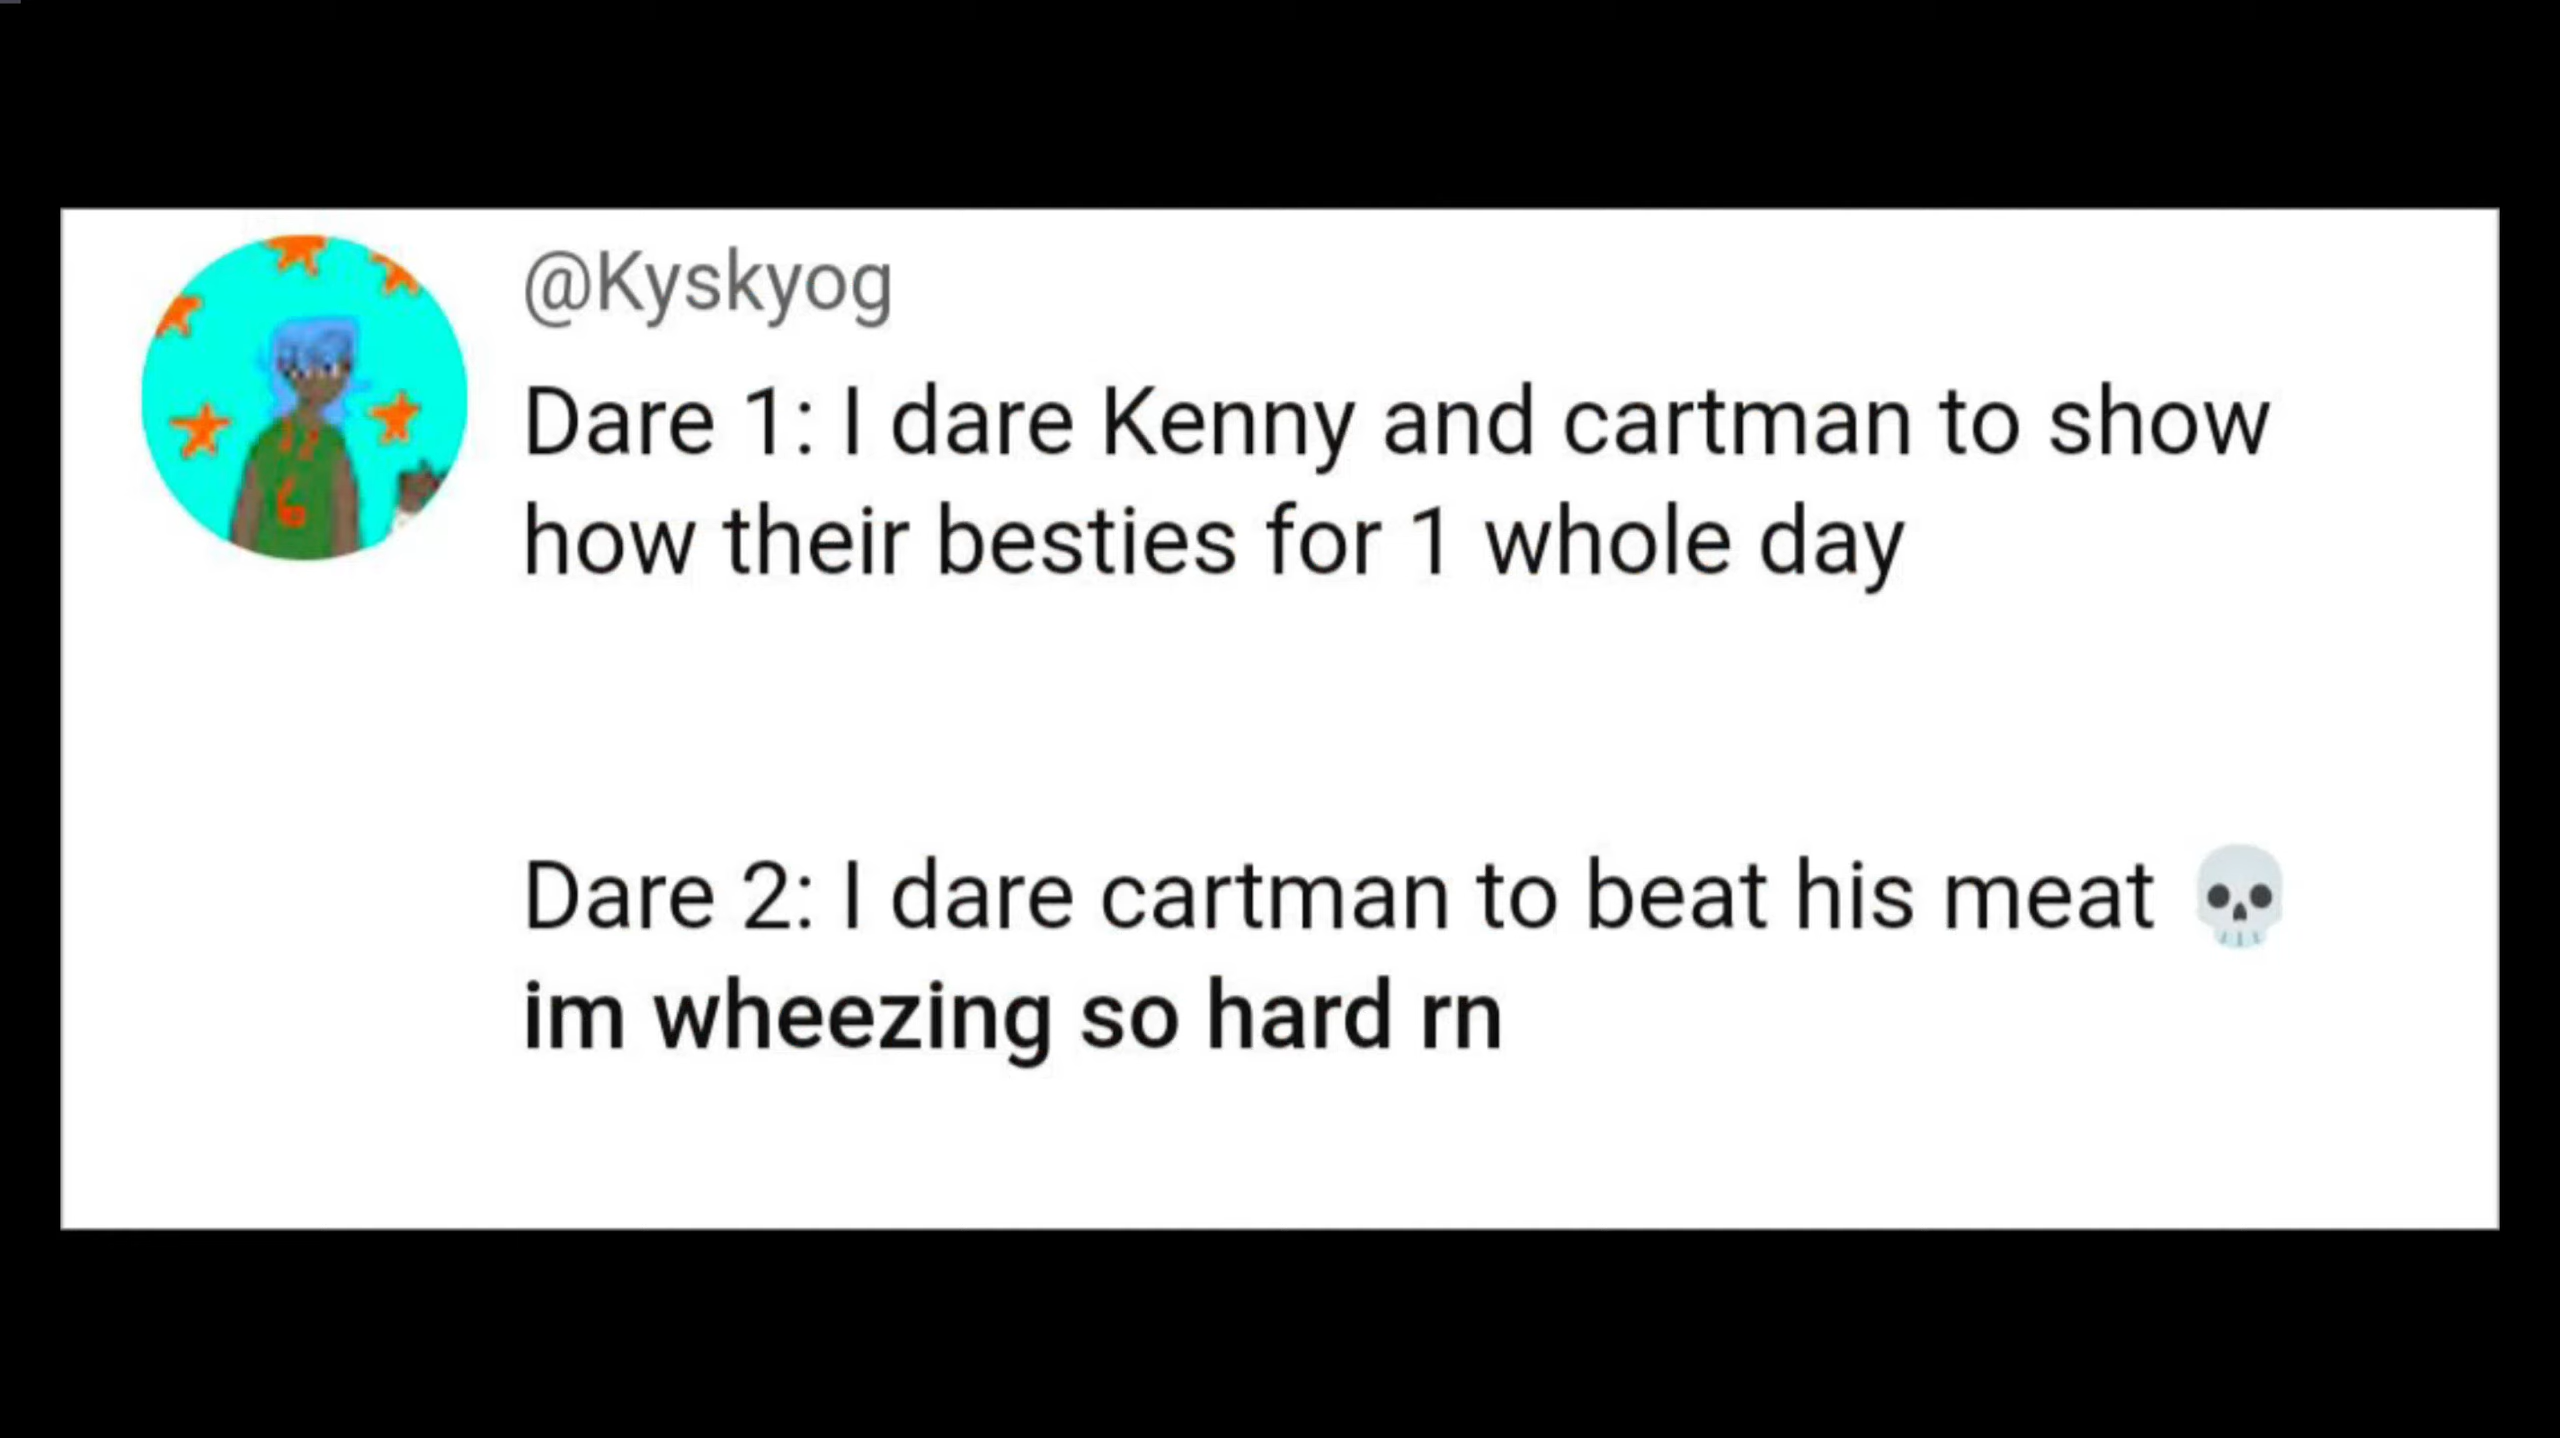 @Kyskyog
Dare 1: I dare Kenny and cartman to show
how their besties for 1 whole day
Dare 2: I dare cartman to beat his meat 💀
im wheezing so hard rn